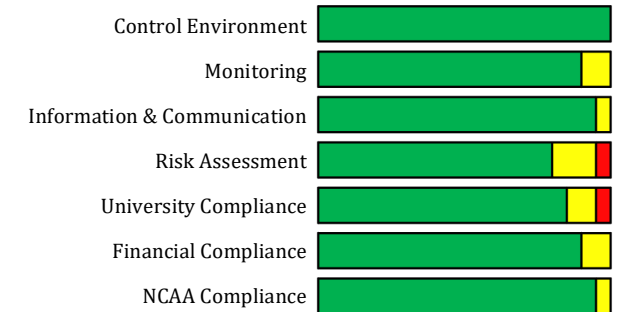 Control Environment
Monitoring
Information & Communication
Risk Assessment
University Compliance
Financial Compliance
NCAA Compliance